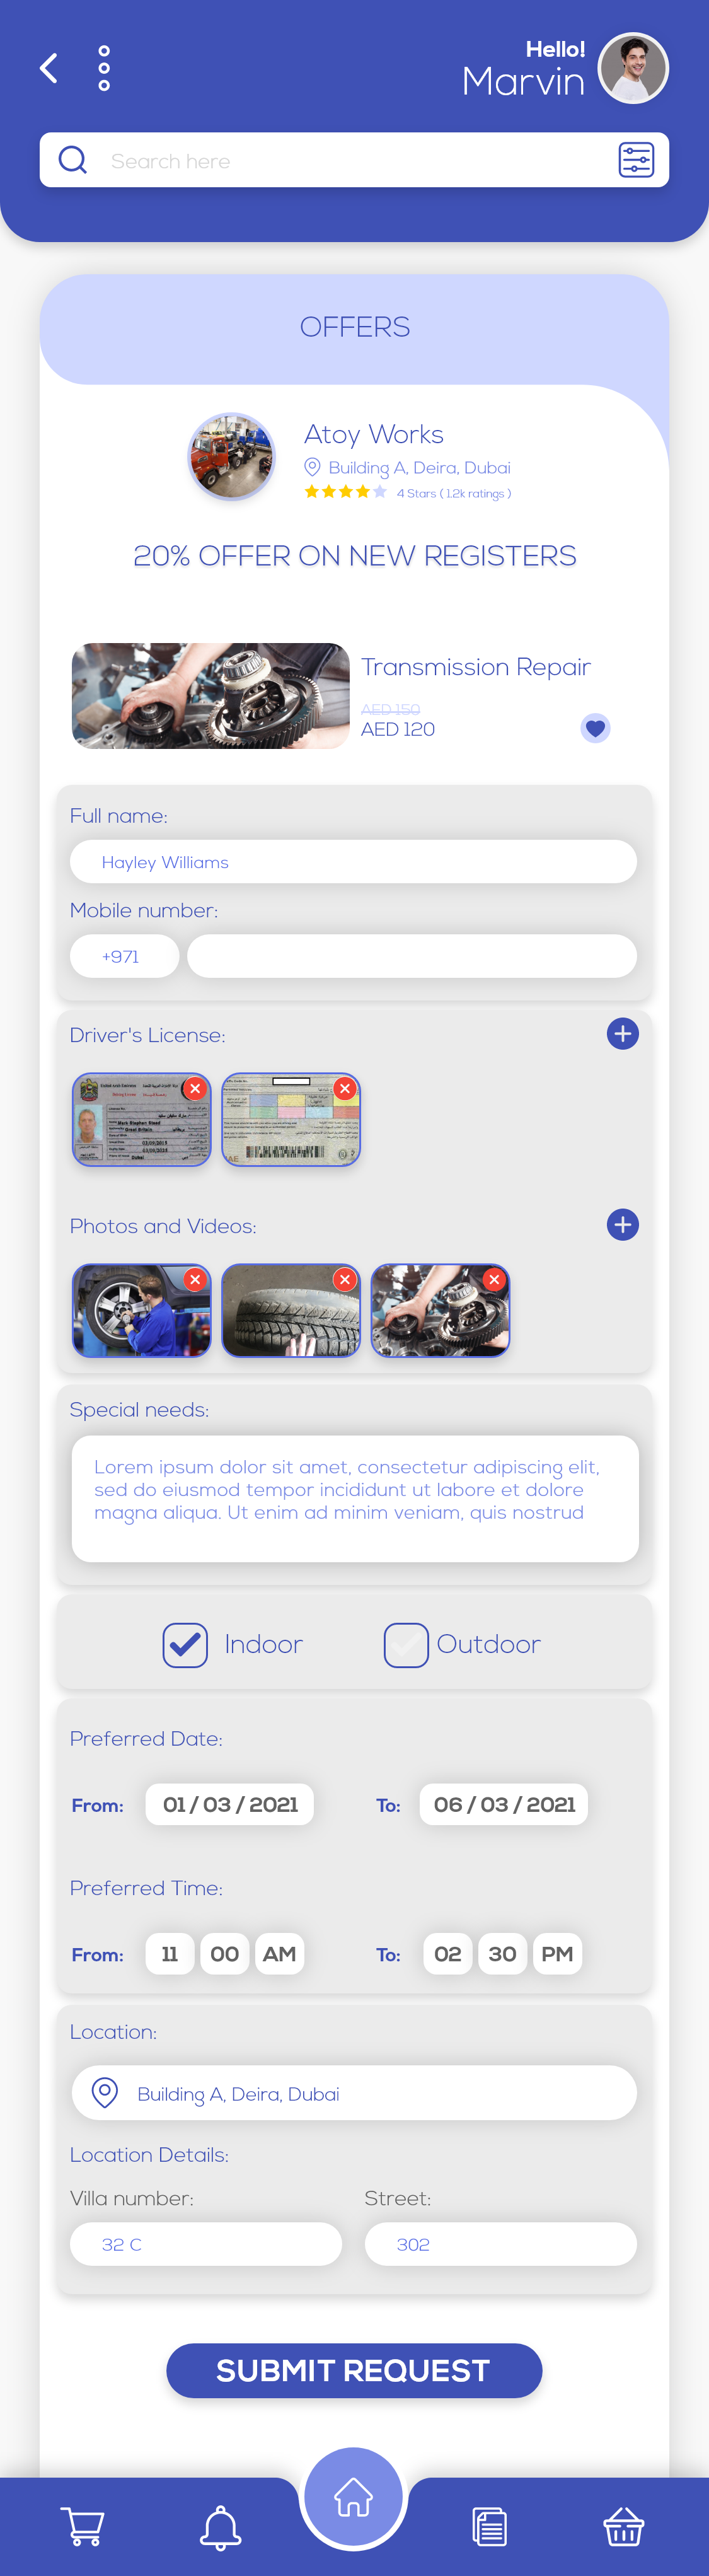 Hello!
Marvin
Search here
OFFERS
Atoy Works
Building A, Deira, Dubai
4 Stars ( 1.2k ratings )
20% OFFER ON NEW REGISTERS
Transmission Repair
AED 150
AED 120
Full name:
Hayley Williams
Mobile number:
+971
Driver's License:
United Arab Emirates
Photos and Videos:
Special needs:
Lorem ipsum dolor sit amet, consectetur adipiscing elit,
sed do eiusmod tempor incididunt ut labore et dolore
magna aliqua. Ut enim ad minim veniam, quis nostrud
Indoor
Outdoor
Preferred Date:
From: 01 / 03 / 2021 To: 06 / 03 / 2021
Preferred Time:
From: 11 00 AM To: 02 30 PM
Location:
Building A, Deira, Dubai
Location Details:
Villa number: Street:
32 C 302
SUBMIT REQUEST